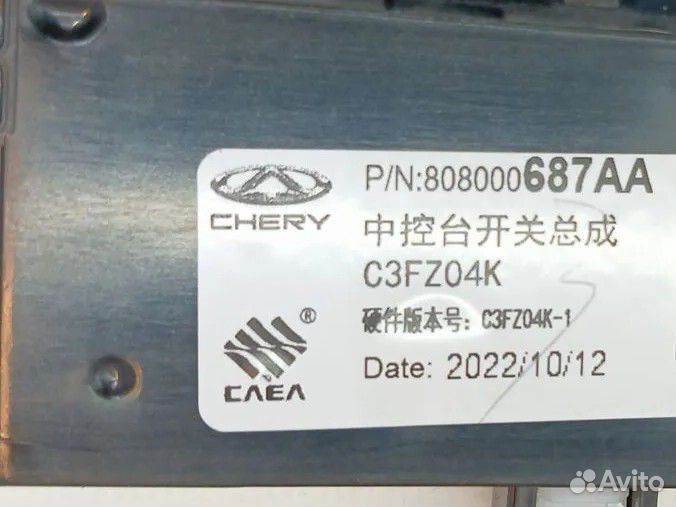 CHERY
P/N:808000687AA
中控台开关总成
C3FZ04K
硬件版本号: C3FZ04K-1
Date: 2022/10/12
®
CAEA
Avito